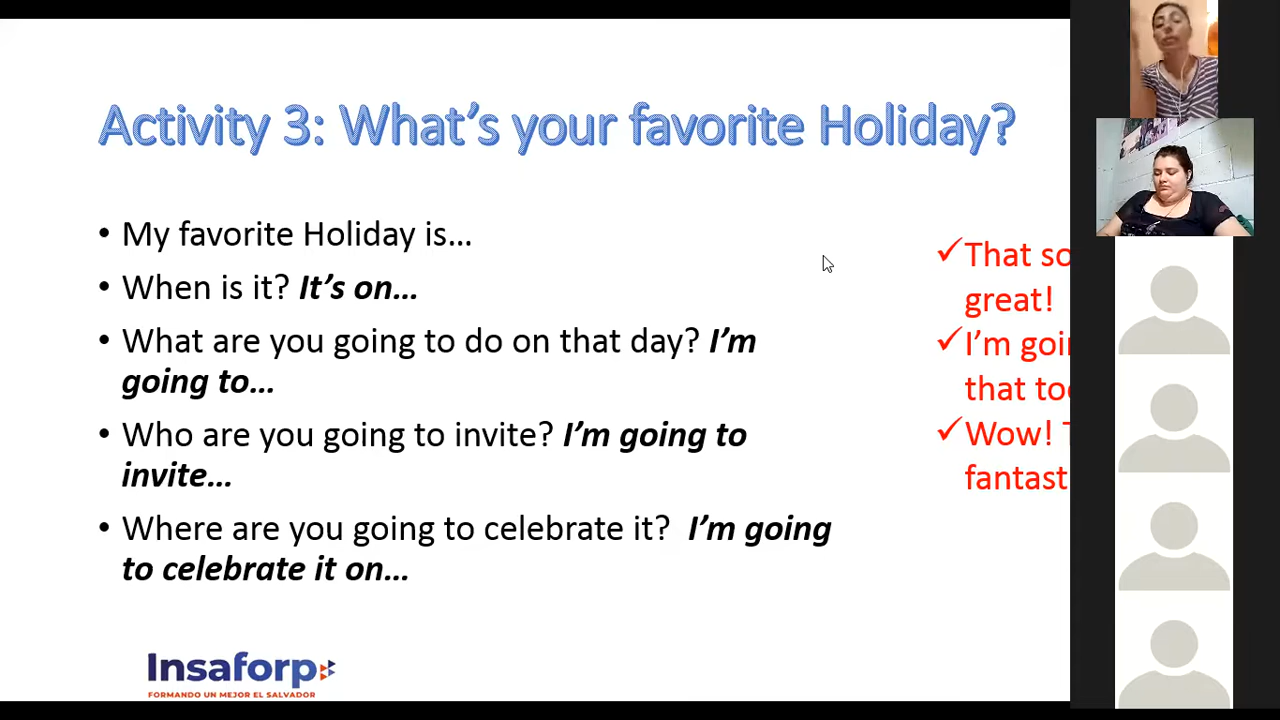 Activity 3: What's your favorite Holiday?
• My favorite Holiday is...
• When is it? It's on...
• What are you going to do on that day? I'm
going to...
• Who are you going to invite? I'm going to
invite...
• Where are you going to celebrate it? I'm going
to celebrate it on...
✓ That so
great!
✓ I'm goi
that too
✓ Wow! T
fantast
Insaforp
FORMANDO UN MEJOR EL SALVADOR